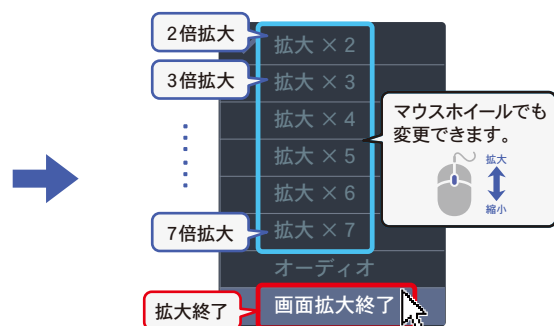 2倍拡大
拡大 × 2
3倍拡大
拡大 × 3
拡大 × 4
拡大 × 5
拡大 × 6
7倍拡大
拡大 × 7
マウスホイールでも
変更できます。
拡大
縮小
オーディオ
拡大終了
画面拡大終了